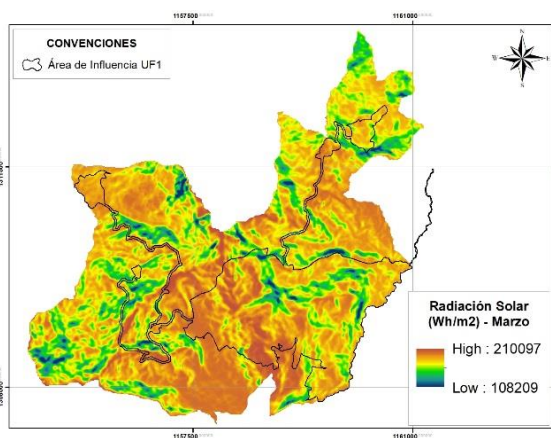 1157500
1161000
CONVENCIONES
Área de Influencia UF1
Radiación Solar
(Wh/m2) - Marzo
High : 210097
Low : 108209
1157500
1161000